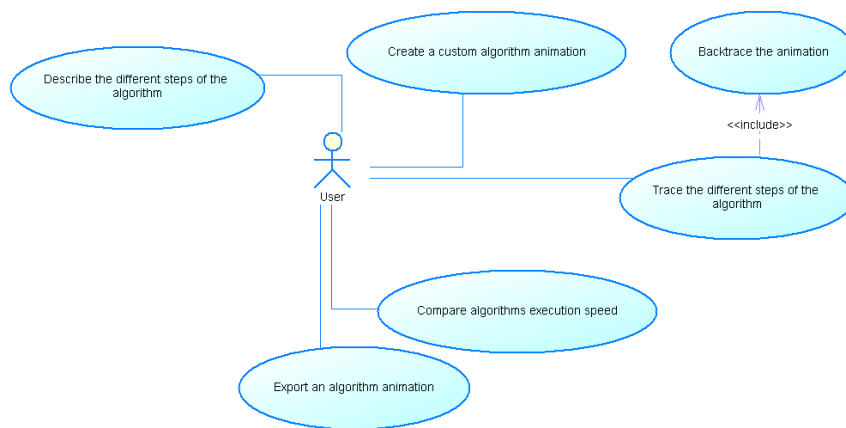 Create a custom algorithm animation
Backtrace the animation
Describe the different steps of the
algorithm
<<include>>
Trace the different steps of the
algorithm
User
Compare algorithms execution speed
Export an algorithm animation